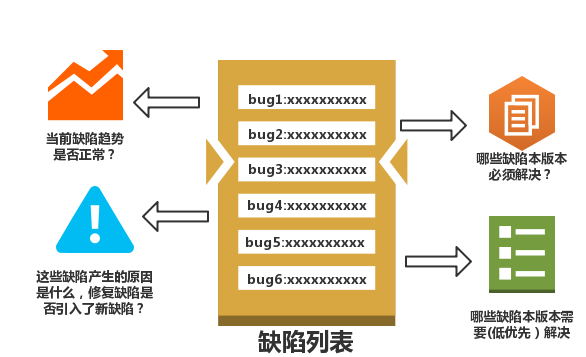 当前缺陷趋势
是否正常？
这些缺陷产生的原因
是什么，修复缺陷是
否引入了新缺陷？
bug1:xxxxxxxxxx
bug2:xxxxxxxxxx
bug3:xxxxxxxxxx
bug4:xxxxxxxxxx
bug5:xxxxxxxxxx
bug6:xxxxxxxxxx
缺陷列表
哪些缺陷本版本
必须解决？
哪些缺陷本版本需
要(低优先）解决